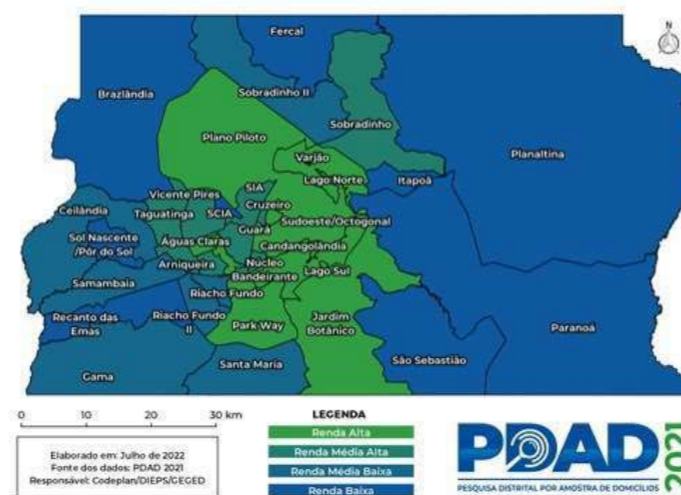 Fercal
Brazlândia
Sobradinho II
Sobradinho
Plano Piloto
Planaltina
Varjão
Lago Norte
Itapoã
Vicente Pires
SIA
Cruzeiro
Ceilândia
Taguatinga
SCIA
Sudoeste/Octogonal
Guará
Sol Nascente
/Pôr do Sol
Águas Claras
Candangolândia
Arniqueira
Núcleo
Bandeirante
Lago Sul
Samambaia
Riacho Fundo
Recanto das
Emas
Riacho Fundo
II
Park Way
Jardim
Botânico
São Sebastião
Paranoá
Santa Maria
Gama
N
0 10 20 30 km
Elaborado em: Julho de 2022
Fonte dos dados: PDAD 2021
Responsável: Codeplan/DIEPS/GEGED
LEGENDA
Renda Alta
Renda Média Alta
Renda Média Baixa
Renda Baixa
PDAD
2021
PESQUISA DISTRITAL POR AMOSTRA DE DOMICÍLIOS